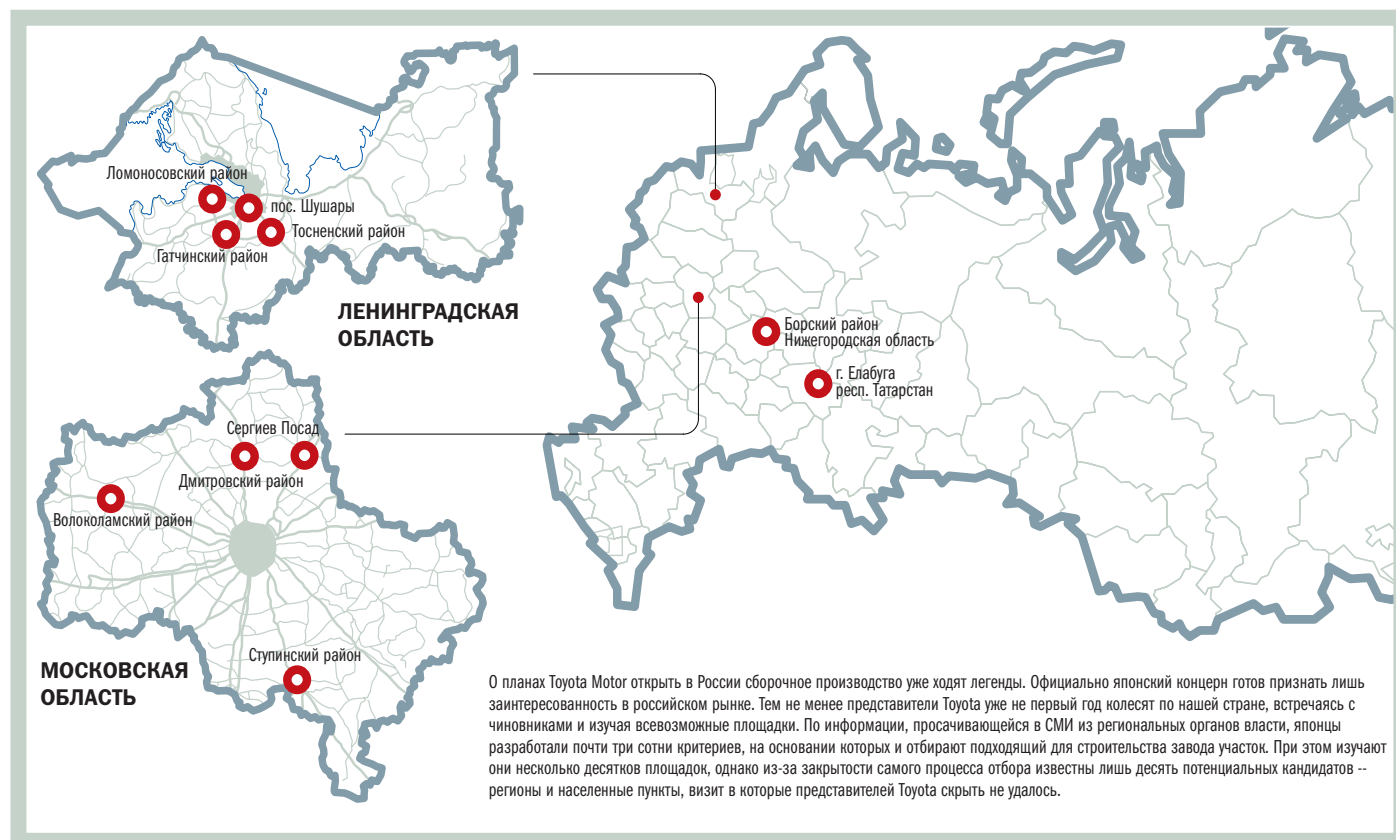 Ломоносовский район
пос. Шушары
Тосненский район
Гатчинский район
ЛЕНИНГРАДСКАЯ
ОБЛАСТЬ
Борский район
Нижегородская область
г. Елабуга
респ. Татарстан
Сергиев Посад
Дмитровский район
Волоколамский район
Ступинский район
МОСКОВСКАЯ
ОБЛАСТЬ
О планах Toyota Motor открыть в России сборочное производство уже ходят легенды. Официально японский концерн готов признать лишь
заинтересованность в российском рынке. Тем не менее представители Toyota уже не первый год колесят по нашей стране, встречаясь с
чиновниками и изучая всевозможные площадки. По информации, просачивающейся в СМИ из региональных органов власти, японцы
разработали почти три сотни критериев, на основании которых и отбирают подходящий для строительства завода участок. При этом изучают
они несколько десятков площадок, однако из-за закрытости самого процесса отбора известны лишь десять потенциальных кандидатов --
регионы и населенные пункты, визит в которые представителей Toyota скрыть не удалось.